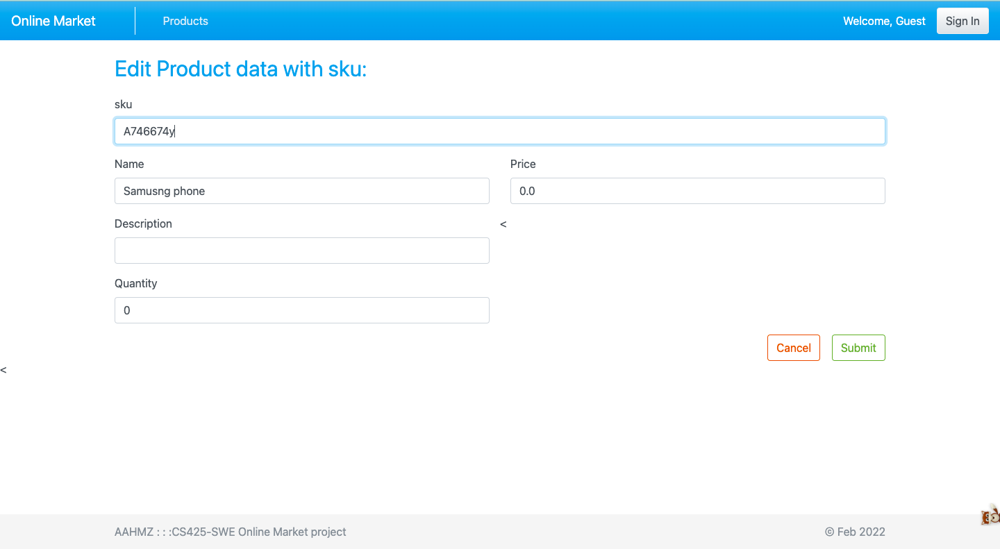 Online Market Products Welcome, Guest Sign In
Edit Product data with sku:
sku
A746674y
Name Price
Samusng phone 0.0
Description <
Quantity
0
Cancel Submit
<
AAHMZ : : :CS425-SWE Online Market project © Feb 2022